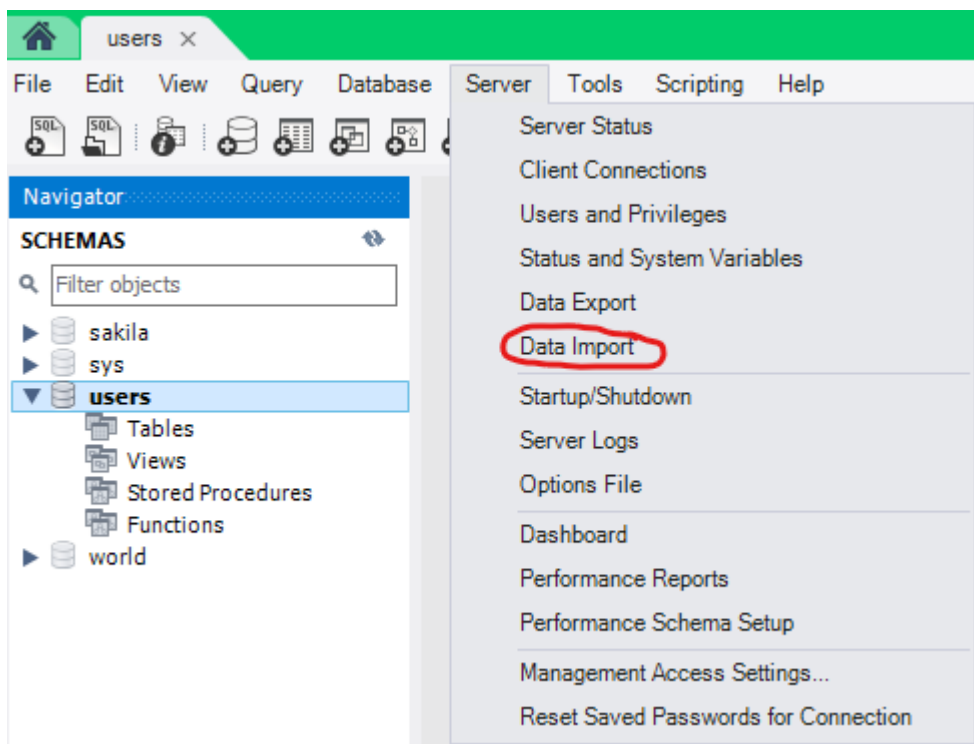 users
File Edit View Query Database Server Tools Scripting Help
SQL SQL
Navigator
SCHEMAS
Filter objects
sakila
sys
users
Tables
Views
Stored Procedures
Functions
world
Server Status
Client Connections
Users and Privileges
Status and System Variables
Data Export
Data Import
Startup/Shutdown
Server Logs
Options File
Dashboard
Performance Reports
Performance Schema Setup
Management Access Settings...
Reset Saved Passwords for Connection